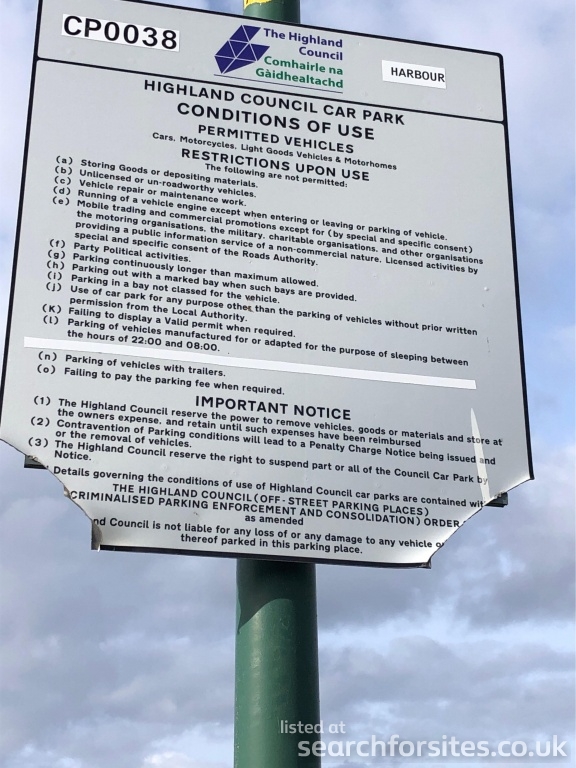 CP0038
The Highland
Council
Comhairle na
Gàidhealtachd
HARBOUR
HIGHLAND COUNCIL CAR PARK
CONDITIONS OF USE
PERMITTED VEHICLES
Cars, Motorcycles, Light Goods Vehicles & Motorhomes
RESTRICTIONS UPON USE
The following are not permitted:
(a) Storing Goods or depositing materials.
(b) Unlicensed or un-roadworthy vehicles.
(c) Vehicle repair or maintenance work.
(d) Running of a vehicle engine except when entering or leaving or parking of vehicle.
(e) Mobile trading and commercial promotions except for (by special and specific consent)
the motoring organisations, the military, charitable organisations, and other organisations
providing a public information service of a non-commercial nature. Licensed activities by
special and specific consent of the Roads Authority.
(f) Party Political activities.
(g) Parking continuously longer than maximum allowed.
(h) Parking out with a marked bay when such bays are provided.
(i) Parking in a bay not classed for the vehicle.
(j) Use of car park for any purpose other than the parking of vehicles without prior written
permission from the Local Authority.
(K) Failing to display a Valid permit when required.
(l) Parking of vehicles manufactured for or adapted for the purpose of sleeping between
the hours of 22:00 and 08:00.
(n) Parking of vehicles with trailers.
(o) Failing to pay the parking fee when required.
IMPORTANT NOTICE
(1) The Highland Council reserve the power to remove vehicles, goods or materials and store at
the owners expense, and retain until such expenses have been reimbursed
(2) Contravention of Parking conditions will lead to a Penalty Charge Notice being issued and
or the removal of vehicles.
(3) The Highland Council reserve the right to suspend part or all of the Council Car Park by
Notice.
Details governing the conditions of use of Highland Council car parks are contained
THE HIGHLAND COUNCIL (OFF-STREET PARKING PLACES)
CRIMINALISED PARKING ENFORCEMENT AND CONSOLIDATION) ORDER
as amended
nd Council is not liable for any loss of or any damage to any vehicle
thereof parked in this parking place.
listed at
searchforsites.co.uk